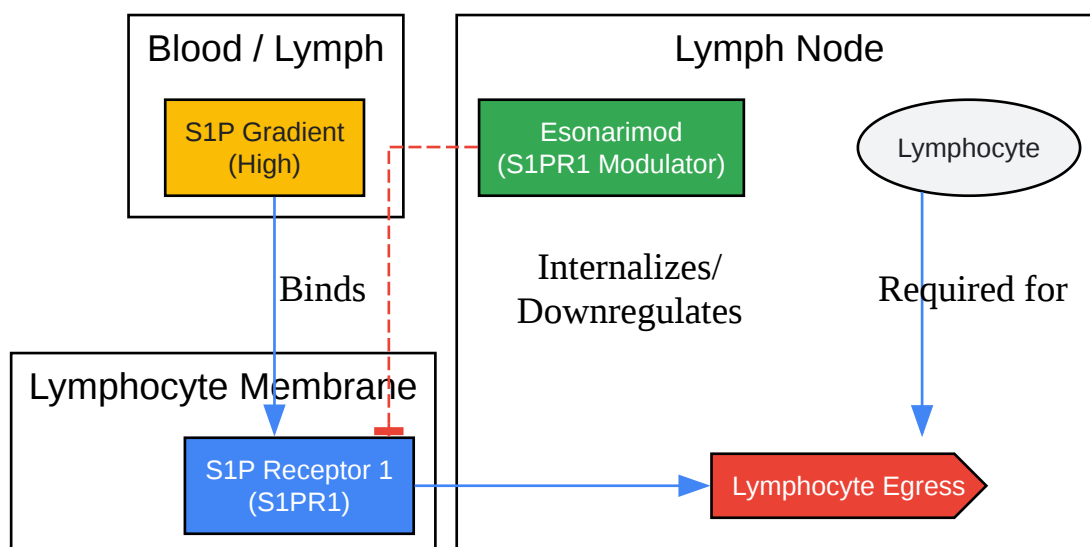 Blood / Lymph
S1P Gradient
(High)
Lymph Node
Esonarimod
(S1PR1 Modulator)
Lymphocyte
Binds
Internalizes/
Downregulates
Required for
Lymphocyte Membrane
S1P Receptor 1
(S1PR1)
Lymphocyte Egress